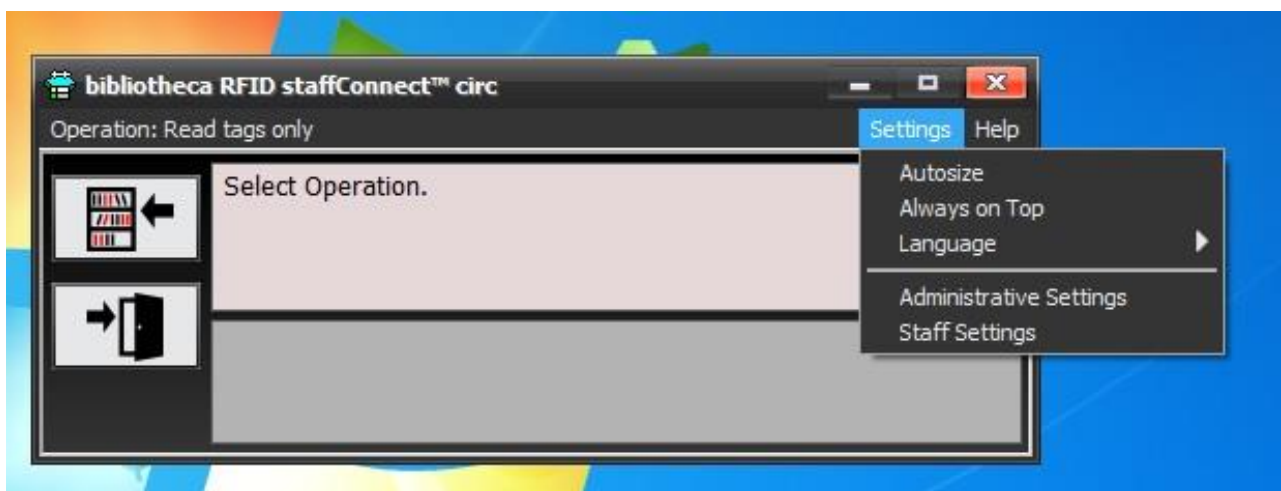 bibliotheca RFID staffConnect™ circ
Operation: Read tags only
Settings Help
Select Operation.
Autosize
Always on Top
Language
Administrative Settings
Staff Settings